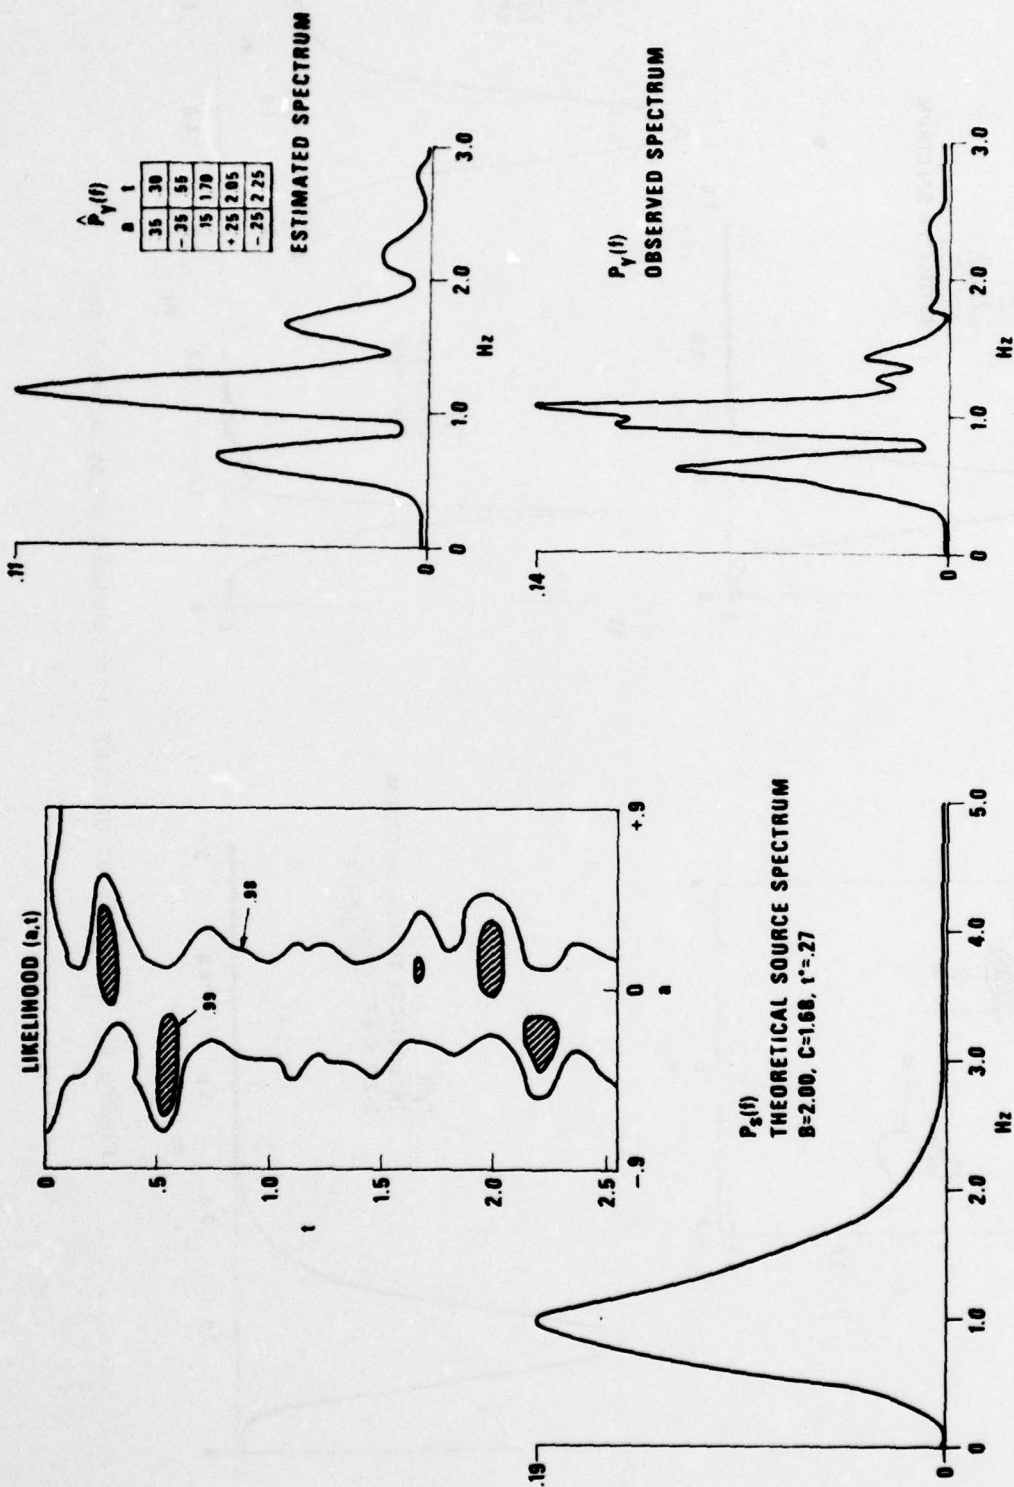 LIKELIHOOD (a,t)
0
.5
1.0
1.5
2.0
2.5
t
-.9
0
+.9
a
.98
.99
P̂y(f)
a t
.35 .30
-.35 .55
.15 1.70
+.25 2.05
-.25 2.25
ESTIMATED SPECTRUM
.11
0
0 1.0 2.0 3.0
Hz
Ps(f)
THEORETICAL SOURCE SPECTRUM
B=2.00, C=1.68, t*=.27
.19
0
0 1.0 2.0 3.0 4.0 5.0
Hz
Py(f)
OBSERVED SPECTRUM
.14
0
0 1.0 2.0 3.0
Hz